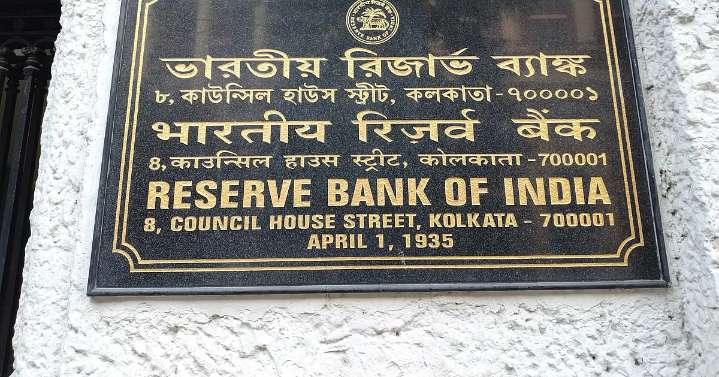 ভারতীয় রিজার্ভ ব্যাঙ্ক
৮, কাউন্সিল হাউস স্ট্রীট, কলকাতা - ৭০০০০১
भारतीय रिज़र्व बैंक
8, काउन्सिल हाउस स्ट्रीट, कोलकाता - 700001
RESERVE BANK OF INDIA
8, COUNCIL HOUSE STREET, KOLKATA - 700001
APRIL 1, 1935